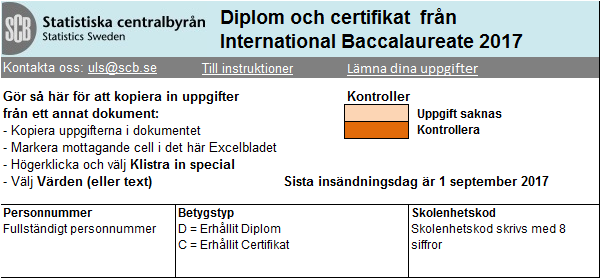 SCB Statistiska centralbyrån
Statistics Sweden
Diplom och certifikat från
International Baccalaureate 2017
Kontakta oss: uls@scb.se Till instruktioner Lämna dina uppgifter
Gör så här för att kopiera in uppgifter
från ett annat dokument:
- Kopiera uppgifterna i dokumentet
- Markera mottagande cell i det här Excelbladet
- Högerklicka och välj Klistra in special
- Välj Värden (eller text)
Kontroller
Uppgift saknas
Kontrollera
Sista insändningsdag är 1 september 2017
Personnummer
Fullständigt personnummer
Betygstyp
D = Erhållit Diplom
C = Erhållit Certifikat
Skolenhetskod
Skolenhetskod skrivs med 8
siffror